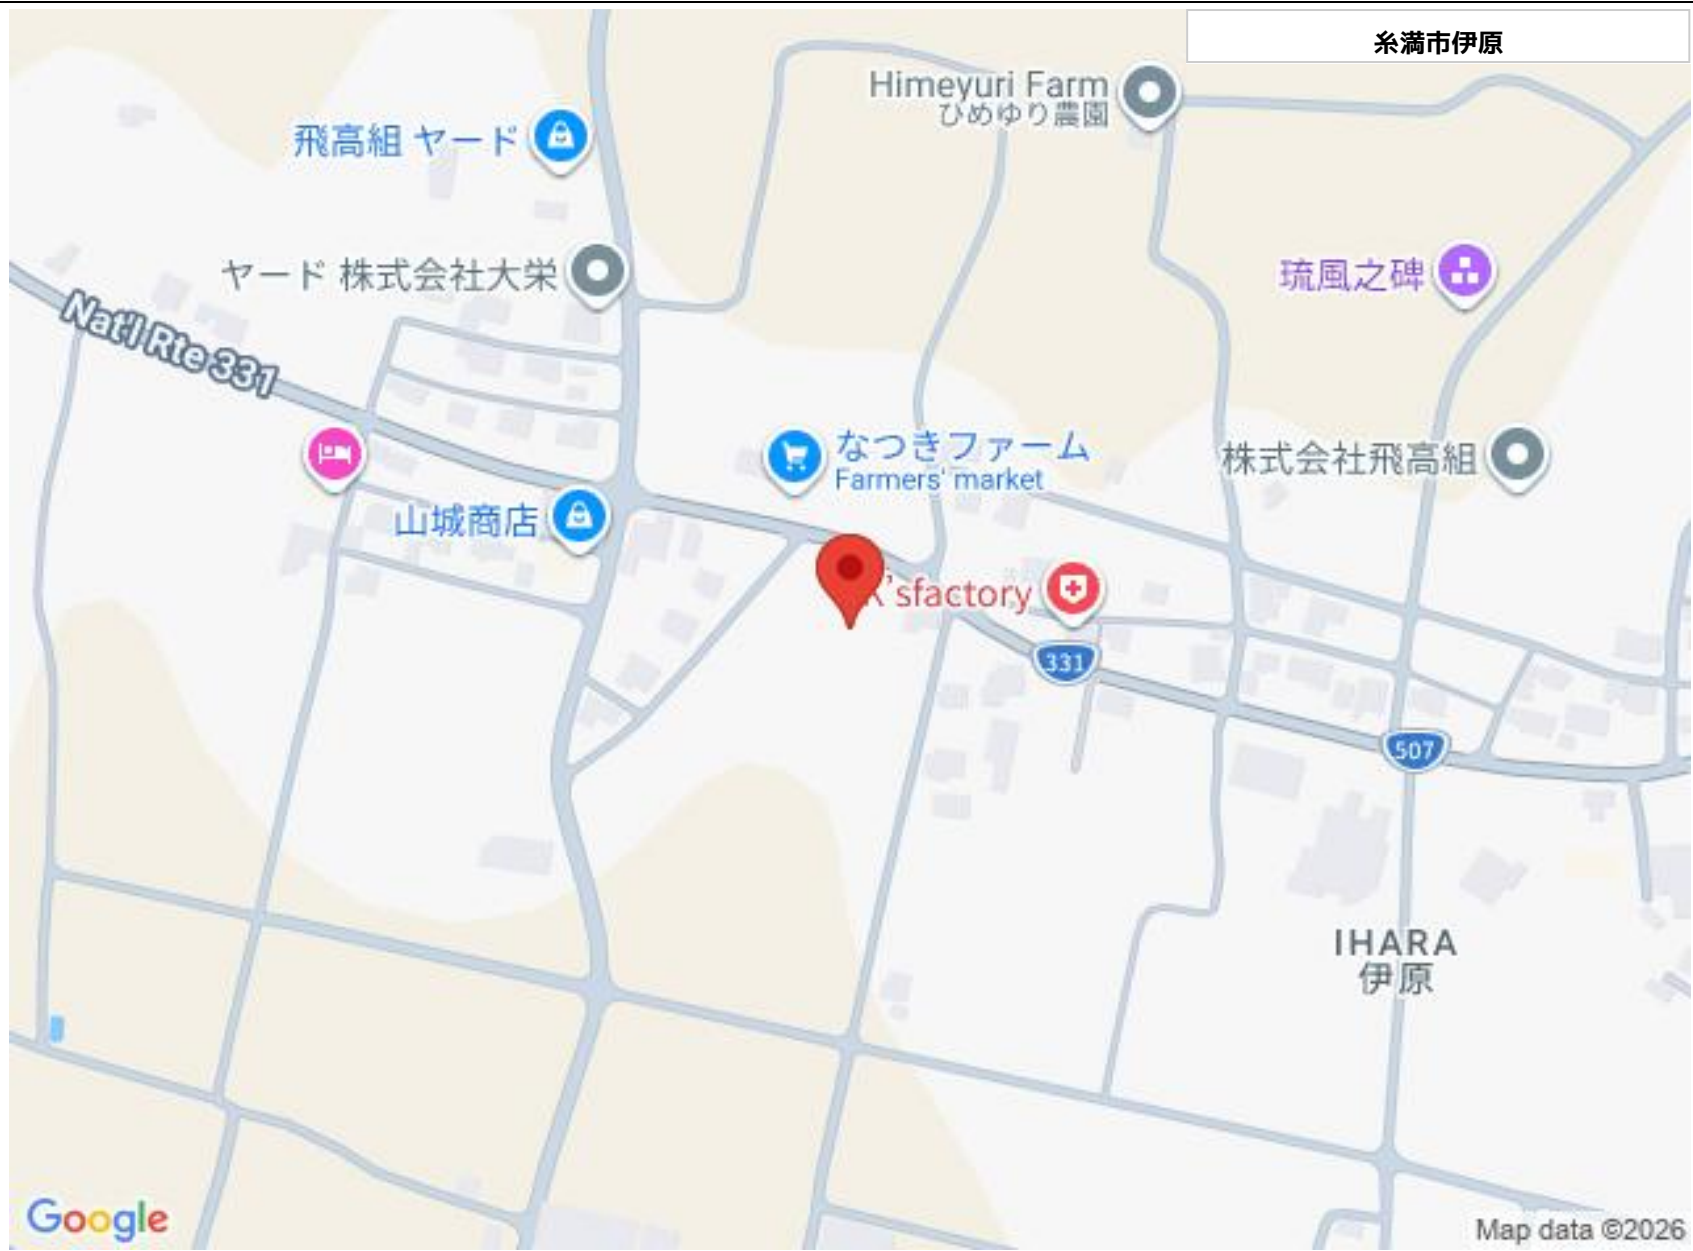 糸満市伊原
Himeyuri Farm
ひめゆり農園
飛高組 ヤード
ヤード 株式会社大栄
琉風之碑
Nat'l Rte 331
なつきファーム
Farmers' market
株式会社飛高組
山城商店
'sfactory
331
507
IHARA
伊原
Google
Map data ©2026